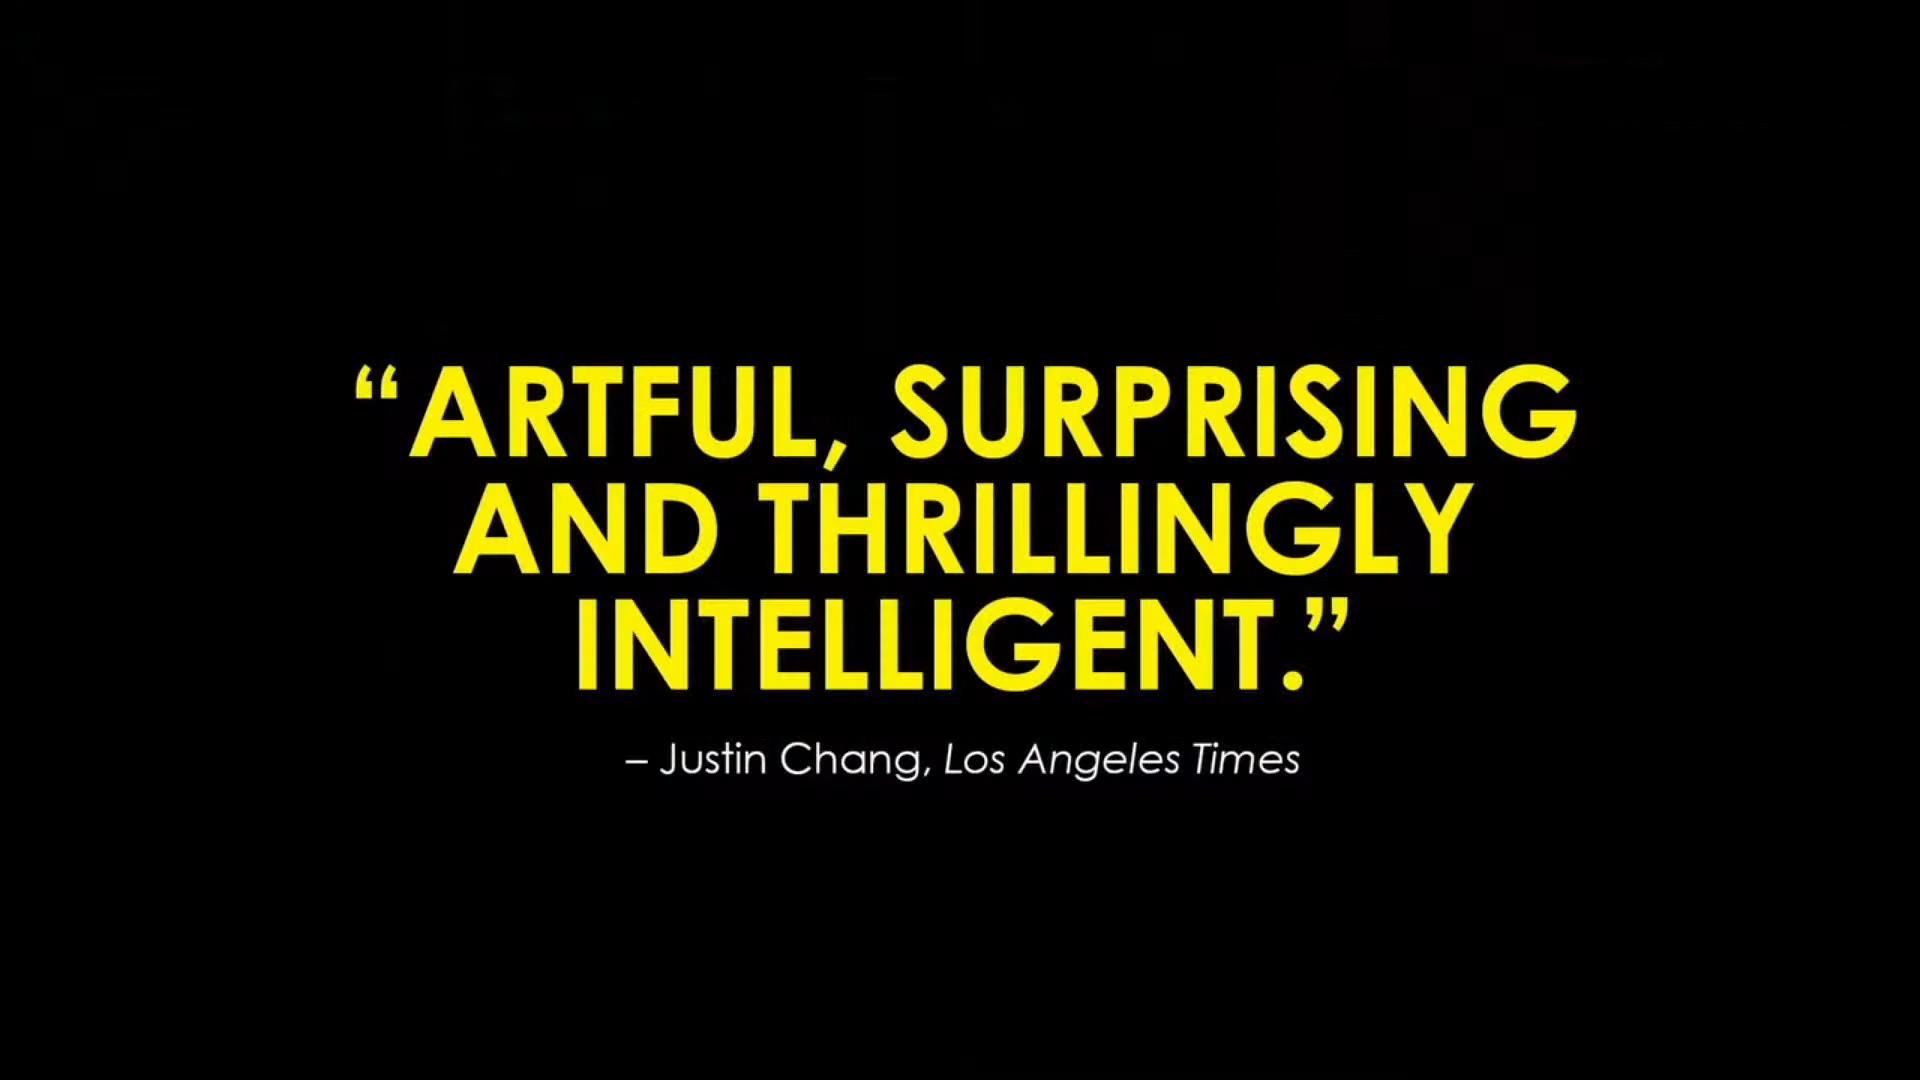 “ARTFUL, SURPRISING
AND THRILLINGLY
INTELLIGENT.”
– Justin Chang, Los Angeles Times